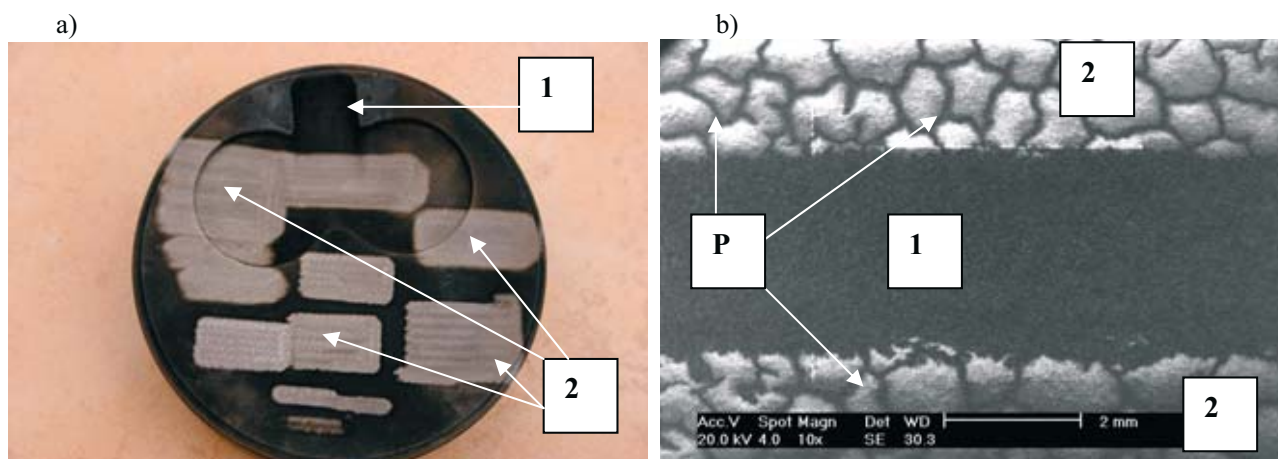 a)
b)
1
2
2
P
1
2
Acc.V Spot Magn Det WD
20.0 kV 4.0 10x SE 30.3
2 mm